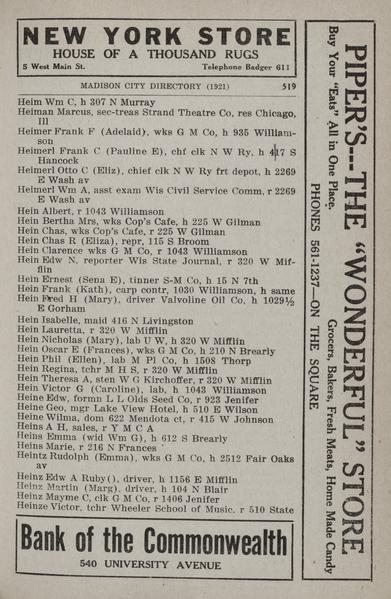 NEW YORK STORE
HOUSE OF A THOUSAND RUGS
5 West Main St. Telephone Badger 611
MADISON CITY DIRECTORY (1921) 519
Heim Wm C, h 307 N Murray
Heiman Marcus, sec-treas Strand Theatre Co, res Chicago,
Ill
Heimer Frank F (Adelaid), wks G M Co, h 935 William-
son
Heimerl Frank C (Pauline E), chf clk N W Ry, h 417 S
Hancock
Heimerl Otto C (Eliz), chief clk N W Ry frt depot, h 2269
E Wash av
Heimerl Wm A, asst exam Wis Civil Service Comm, r 2269
E Wash av
Hein Albert, r 1043 Williamson
Hein Bertha Mrs, wks Cop's Cafe, h 225 W Gilman
Hein Chas, wks Cop's Cafe, r 225 W Gilman
Hein Chas R (Eliza), repr, 115 S Broom
Hein Clarence wks G M Co, r 1043 Williamson
Hein Edw N, reporter Wis State Journal, r 320 W Mif-
flin
Hein Ernest (Sena E), tinner S-M Co, h 15 N 7th
Hein Frank (Kath), carp contr, 1030 Williamson, h same
Hein Fred H (Mary), driver Valvoline Oil Co, h 1029½
E Gorham
Hein Isabelle, maid 416 N Livingston
Hein Lauretta, r 320 W Mifflin
Hein Nicholas (Mary), lab U W, h 320 W Mifflin
Hein Oscar E (Frances), wks G M Co, h 210 N Brearly
Hein Phil (Ellen), lab M Pl Co, h 1508 Thorp
Hein Regina, tchr M H S, r 320 W Mifflin
Hein Theresa A, sten W G Kirchoffer, r 320 W Mifflin
Hein Victor G (Caroline), lab, h 1043 Williamson
Heine Edw, formn L L Olds Seed Co, r 923 Jenifer
Heine Geo, mgr Lake View Hotel, h 510 E Wilson
Heine Wilma, dom 622 Mendota ct, r 415 W Johnson
Heins A H, sales, r Y M C A
Heins Emma (wid Wm G), h 612 S Brearly
Heins Marie, r 216 N Frances
Heintz Rudolph (Emma), wks G M Co, h 2512 Fair Oaks
av
Heinz Edw A Ruby(), driver, h 1156 E Mifflin
Heinz Martin (Marg), driver, h 104 N Blair
Heinz Mayme C, clk G M Co, r 1406 Jenifer
Heinze Victor, tchr Wheeler School of Music, r 510 State
Bank of the Commonwealth
540 UNIVERSITY AVENUE
PIPER'S---THE "WONDERFUL" STORE
Buy Your "Eats" All in One Place. Grocers, Bakers, Fresh Meats, Home Made Candy
PHONES 561-1237—ON THE SQUARE